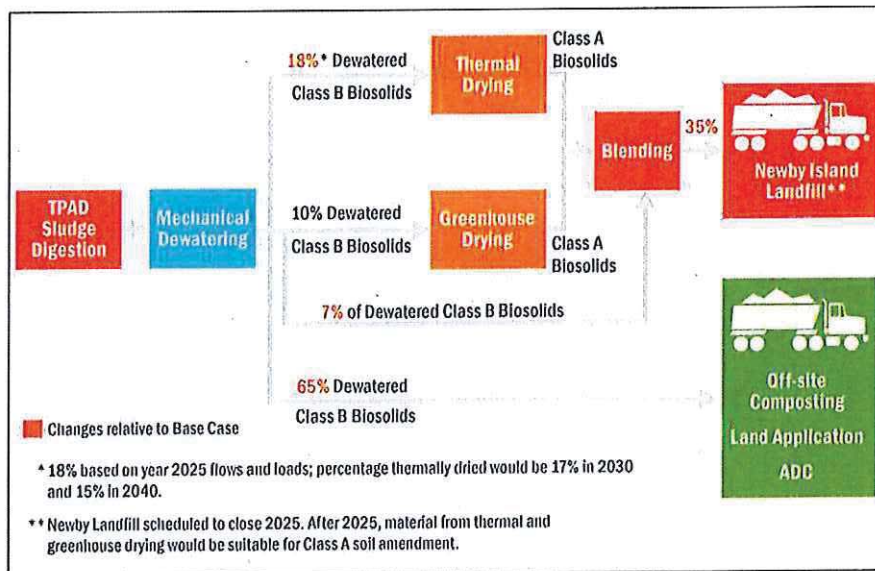 18%* Dewatered
Class B Biosolids
Thermal
Drying
Class A
Biosolids
Blending
35%
Newby Island
Landfill**
TPAD
Sludge
Digestion
Mechanical
Dewatering
10% Dewatered
Class B Biosolids
Greenhouse
Drying
Class A
Biosolids
7% of Dewatered Class B Biosolids
65% Dewatered
Class B Biosolids
Off-site
Composting
Land Application
ADC
Changes relative to Base Case
* 18% based on year 2025 flows and loads; percentage thermally dried would be 17% in 2030
and 15% in 2040.
** Newby Landfill scheduled to close 2025. After 2025, material from thermal and
greenhouse drying would be suitable for Class A soil amendment.